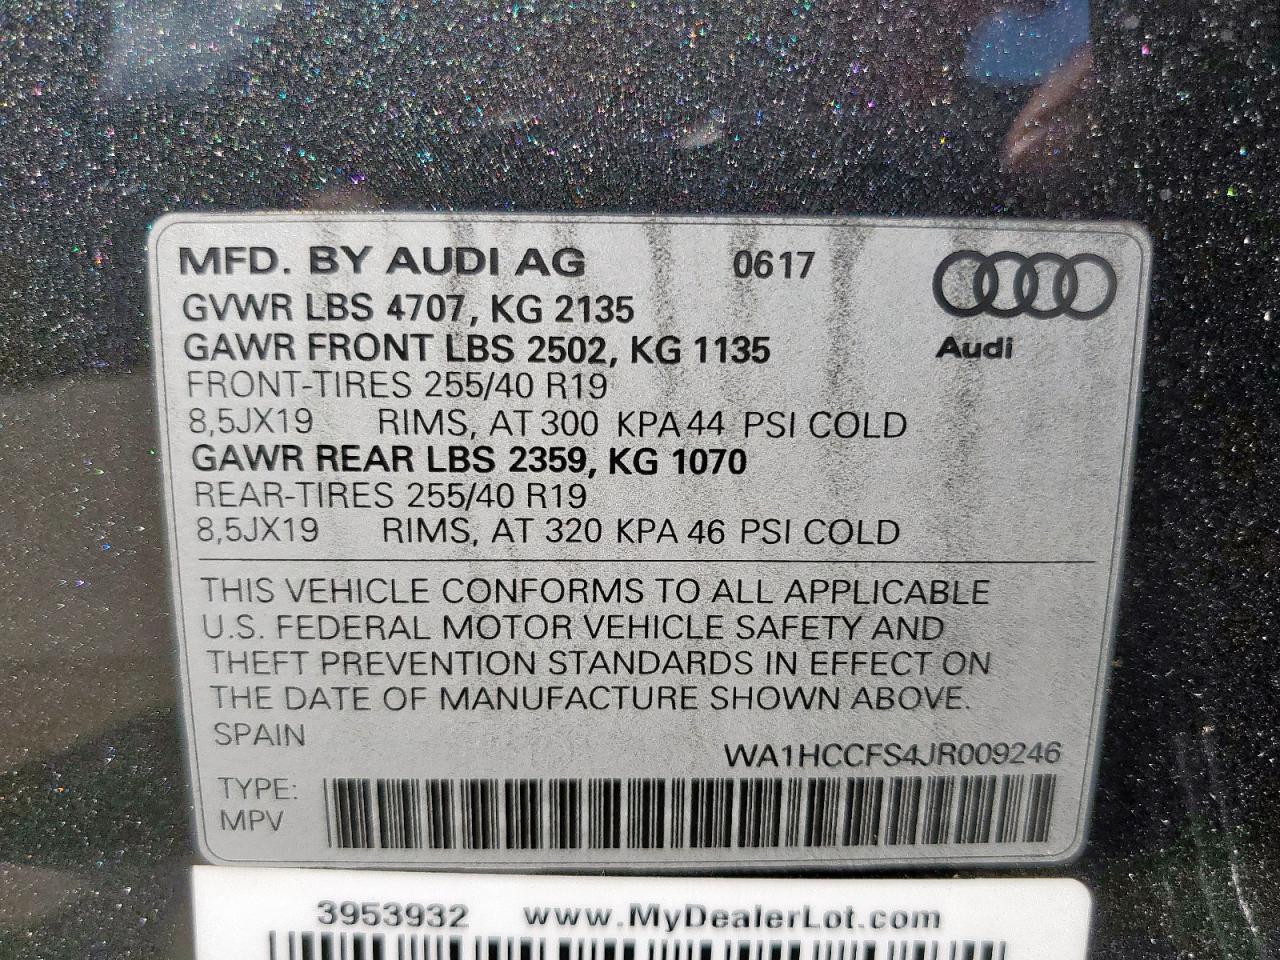 MFD. BY AUDI AG 0617
GVWR LBS 4707, KG 2135
GAWR FRONT LBS 2502, KG 1135
Audi
FRONT-TIRES 255/40 R19
8,5JX19 RIMS, AT 300 KPA 44 PSI COLD
GAWR REAR LBS 2359, KG 1070
REAR-TIRES 255/40 R19
8,5JX19 RIMS, AT 320 KPA 46 PSI COLD
THIS VEHICLE CONFORMS TO ALL APPLICABLE
U.S. FEDERAL MOTOR VEHICLE SAFETY AND
THEFT PREVENTION STANDARDS IN EFFECT ON
THE DATE OF MANUFACTURE SHOWN ABOVE.
SPAIN
WA1HCCFS4JR009246
TYPE:
MPV
3953932 www.MyDealerLot.com